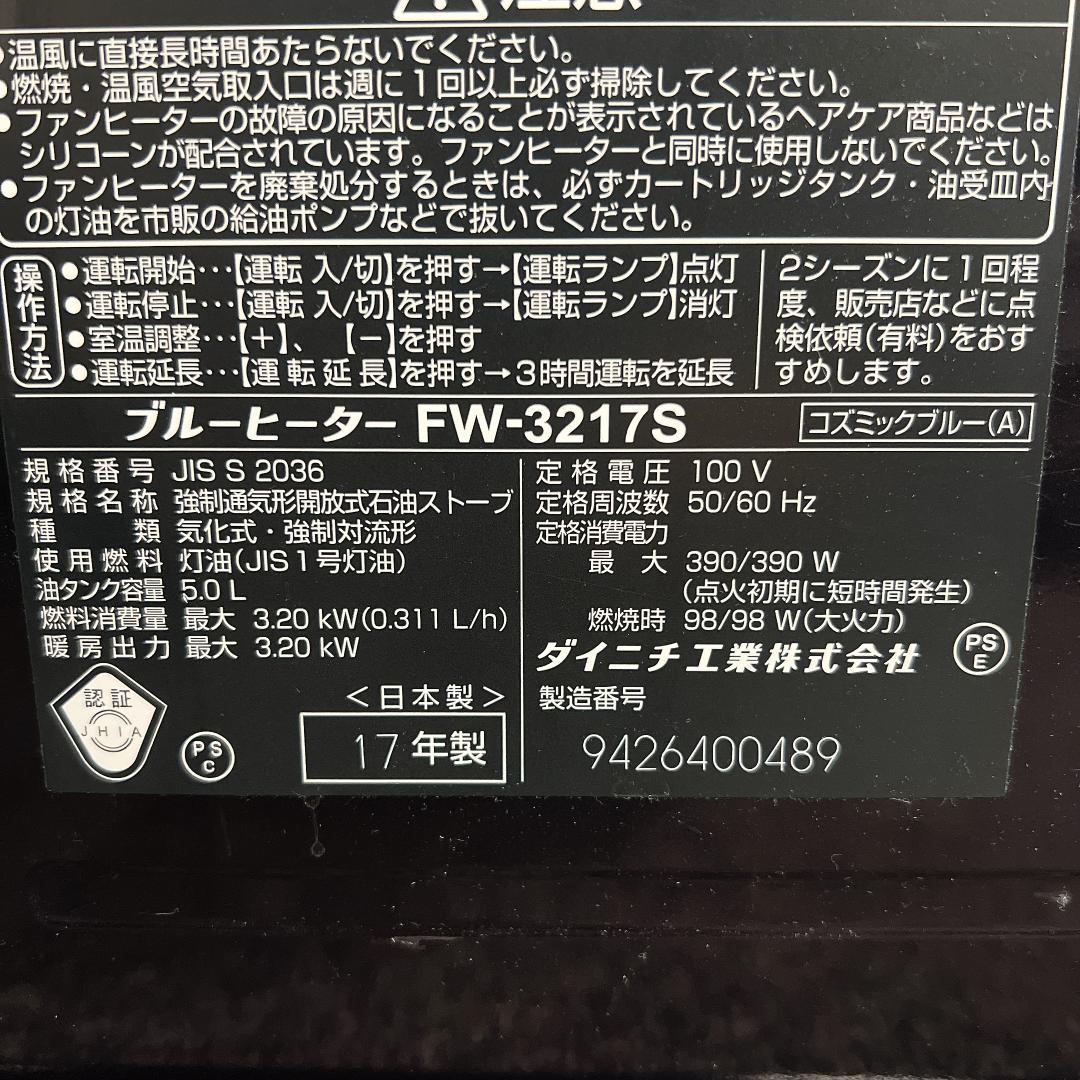 注意
・温風に直接長時間あたらないでください。
・燃焼・温風空気取入口は週に1回以上必ず掃除してください。
・ファンヒーターの故障の原因になることが表示されているヘアケア商品などは、
シリコーンが配合されています。ファンヒーターと同時に使用しないでください。
・ファンヒーターを廃棄処分するときは、必ずカートリッジタンク・油受皿内
の灯油を市販の給油ポンプなどで抜いてください。
操作方法
●運転開始…【運転 入/切】を押す→【運転ランプ】点灯
●運転停止…【運転 入/切】を押す→【運転ランプ】消灯
●室温調整…【＋】、【－】を押す
●運転延長…【運転延長】を押す→3時間運転を延長
2シーズンに1回程
度、販売店などに点
検依頼(有料)をおす
すめします。
ブルーヒーター FW-3217S
コズミックブルー(A)
規格番号 JIS S 2036
規格名称 強制通気形開放式石油ストーブ
種類 気化式・強制対流形
使用燃料 灯油(JIS1号灯油)
油タンク容量 5.0 L
燃料消費量 最大 3.20 kW(0.311 L/h)
暖房出力 最大 3.20 kW
認証
JHIA
PS
C
<日本製>
17年製
定格電圧 100 V
定格周波数 50/60 Hz
定格消費電力
最大 390/390 W
(点火初期に短時間発生)
燃焼時 98/98 W(大火力)
ダイニチ工業株式会社
PS
E
製造番号
9426400489